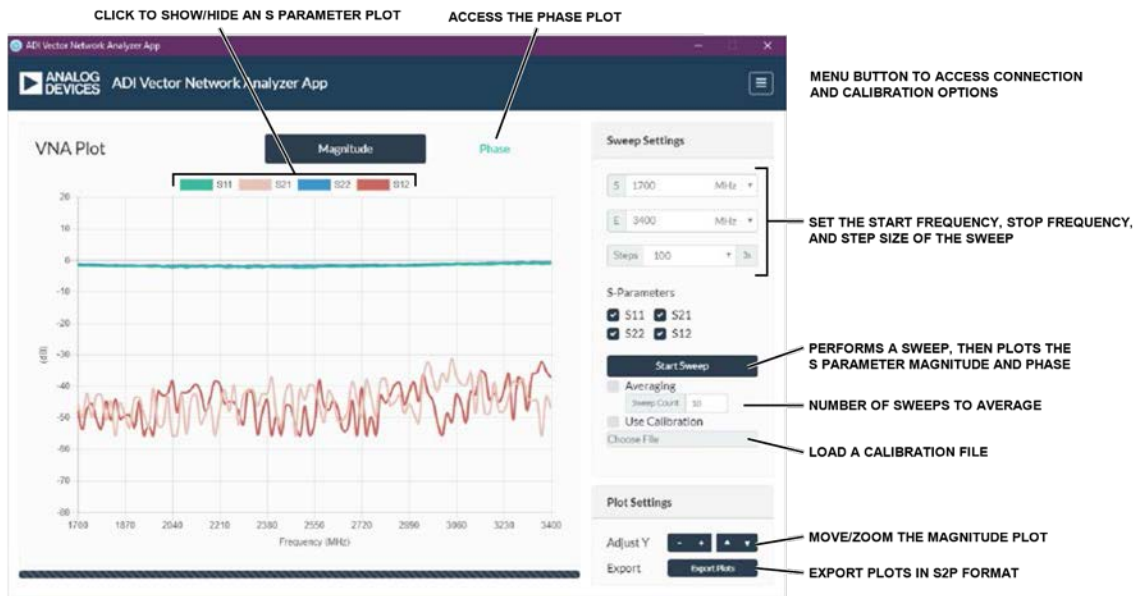 CLICK TO SHOW/HIDE AN S PARAMETER PLOT
ACCESS THE PHASE PLOT
ADI Vector Network Analyzer App
ANALOG
DEVICES
ADI Vector Network Analyzer App
MENU BUTTON TO ACCESS CONNECTION
AND CALIBRATION OPTIONS
VNA Plot
Magnitude
Phase
S11 S21 S22 S12
20
10
0
-10
-20
-30
-40
-50
-60
-70
-80
(dB)
1700 1870 2040 2210 2380 2550 2720 2890 3060 3230 3400
Frequency (MHz)
Sweep Settings
S 1700 MHz
E 3400 MHz
Steps 100 3s
SET THE START FREQUENCY, STOP FREQUENCY,
AND STEP SIZE OF THE SWEEP
S-Parameters
S11 S21
S22 S12
Start Sweep
PERFORMS A SWEEP, THEN PLOTS THE
S PARAMETER MAGNITUDE AND PHASE
Averaging
Sweep Count 10
NUMBER OF SWEEPS TO AVERAGE
Use Calibration
Choose File
LOAD A CALIBRATION FILE
Plot Settings
Adjust Y - +
MOVE/ZOOM THE MAGNITUDE PLOT
Export Export Plots
EXPORT PLOTS IN S2P FORMAT